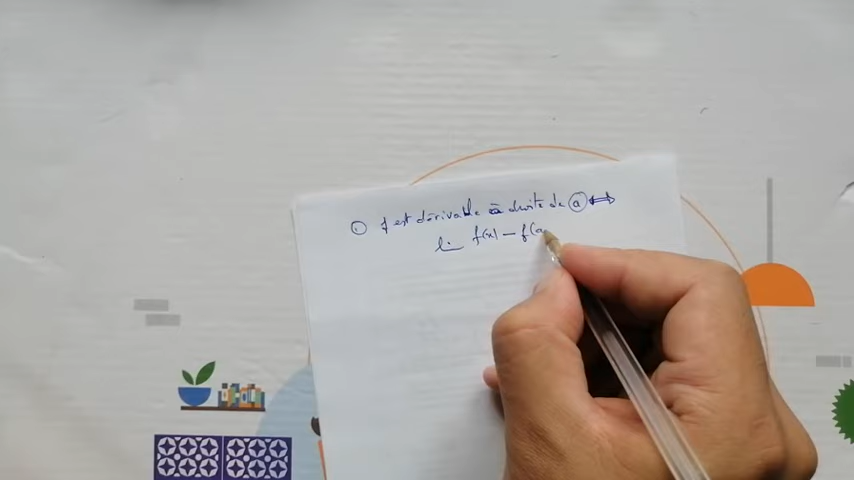 ① f est dérivable à droite de ⓐ ⟺
lim f(x) - f(a